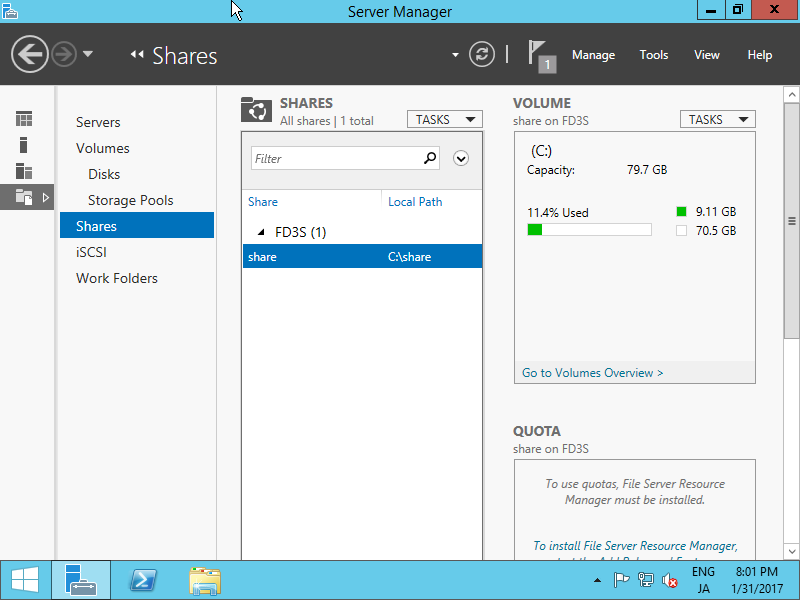 Server Manager
Shares
1
Manage
Tools
View
Help
Servers
Volumes
Disks
Storage Pools
Shares
iSCSI
Work Folders
SHARES
All shares | 1 total
TASKS
Filter
Share
Local Path
FD3S (1)
share
C:\share
VOLUME
share on FD3S
TASKS
(C:)
Capacity:
79.7 GB
11.4% Used
9.11 GB
70.5 GB
Go to Volumes Overview >
QUOTA
share on FD3S
To use quotas, File Server Resource
Manager must be installed.
To install File Server Resource Manager,
ENG
JA
8:01 PM
1/31/2017